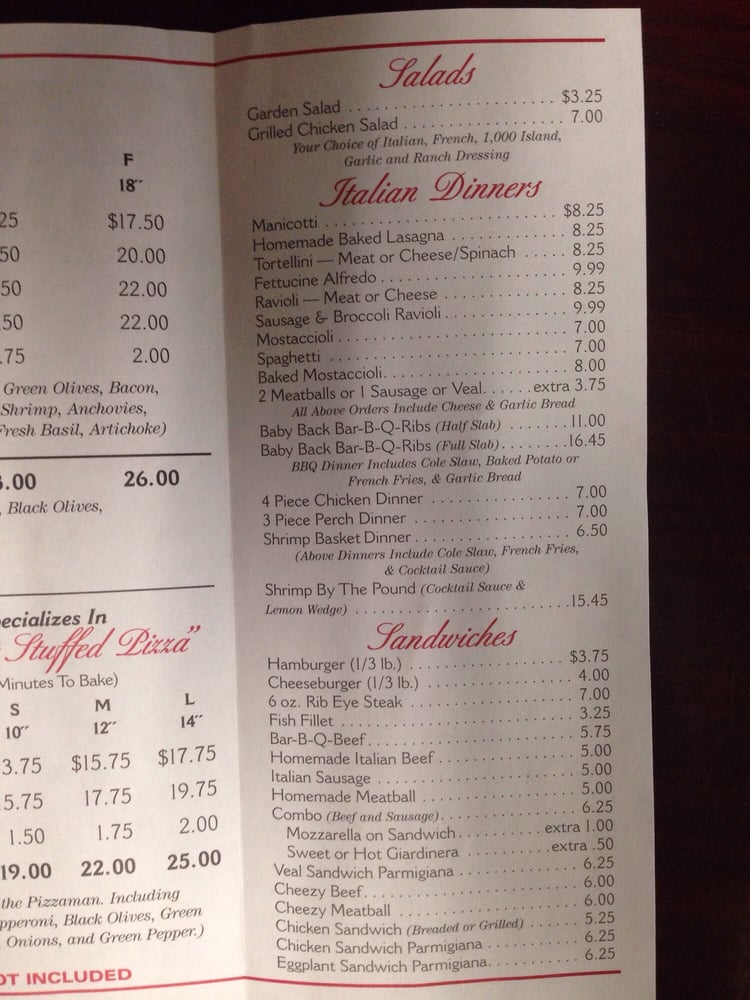 F
18″
25 $17.50
50 20.00
50 22.00
.50 22.00
.75 2.00
Green Olives, Bacon,
Shrimp, Anchovies,
Fresh Basil, Artichoke)
.00 26.00
, Black Olives,
ecializes In
Stuffed Pizza”
Minutes To Bake)
S M L
10″ 12″ 14″
3.75 $15.75 $17.75
5.75 17.75 19.75
1.50 1.75 2.00
19.00 22.00 25.00
the Pizzaman. Including
pperoni, Black Olives, Green
Onions, and Green Pepper.)
OT INCLUDED
Salads
Garden Salad . . . . . . . . . . . . . . . . . . . . . . . $3.25
Grilled Chicken Salad . . . . . . . . . . . . . . . . . 7.00
Your Choice of Italian, French, 1,000 Island,
Garlic and Ranch Dressing
Italian Dinners
Manicotti . . . . . . . . . . . . . . . . . . . . . . . . . $8.25
Homemade Baked Lasagna . . . . . . . . . . . . 8.25
Tortellini — Meat or Cheese/Spinach . . . . . 8.25
Fettucine Alfredo . . . . . . . . . . . . . . . . . . . . 9.99
Ravioli — Meat or Cheese . . . . . . . . . . . . . 8.25
Sausage & Broccoli Ravioli . . . . . . . . . . . . . 9.99
Mostaccioli . . . . . . . . . . . . . . . . . . . . . . . . 7.00
Spaghetti . . . . . . . . . . . . . . . . . . . . . . . . . 7.00
Baked Mostaccioli . . . . . . . . . . . . . . . . . . . 8.00
2 Meatballs or 1 Sausage or Veal. . . . . . extra 3.75
All Above Orders Include Cheese & Garlic Bread
Baby Back Bar-B-Q-Ribs (Half Slab) . . . . . . . 11.00
Baby Back Bar-B-Q-Ribs (Full Slab) . . . . . . . .16.45
BBQ Dinner Includes Cole Slaw, Baked Potato or
French Fries, & Garlic Bread
4 Piece Chicken Dinner . . . . . . . . . . . . . . . 7.00
3 Piece Perch Dinner . . . . . . . . . . . . . . . . 7.00
Shrimp Basket Dinner . . . . . . . . . . . . . . . . 6.50
(Above Dinners Include Cole Slaw, French Fries,
& Cocktail Sauce)
Shrimp By The Pound (Cocktail Sauce &
Lemon Wedge) . . . . . . . . . . . . . . . . . . . . .15.45
Sandwiches
Hamburger (1/3 lb.) . . . . . . . . . . . . . . . . $3.75
Cheeseburger (1/3 lb.) . . . . . . . . . . . . . . . 4.00
6 oz. Rib Eye Steak . . . . . . . . . . . . . . . . . 7.00
Fish Fillet . . . . . . . . . . . . . . . . . . . . . . . . 3.25
Bar-B-Q-Beef . . . . . . . . . . . . . . . . . . . . . 5.75
Homemade Italian Beef . . . . . . . . . . . . . . 5.00
Italian Sausage . . . . . . . . . . . . . . . . . . . . 5.00
Homemade Meatball . . . . . . . . . . . . . . . . 5.00
Combo (Beef and Sausage) . . . . . . . . . . . . . 6.25
Mozzarella on Sandwich . . . . . . . . . extra 1.00
Sweet or Hot Giardinera . . . . . . . . . .extra .50
Veal Sandwich Parmigiana . . . . . . . . . . . . 6.25
Cheezy Beef . . . . . . . . . . . . . . . . . . . . . . 6.00
Cheezy Meatball . . . . . . . . . . . . . . . . . . 6.00
Chicken Sandwich (Breaded or Grilled) . . . . . . 5.25
Chicken Sandwich Parmigiana . . . . . . . . . . 6.25
Eggplant Sandwich Parmigiana . . . . . . . . . . 6.25